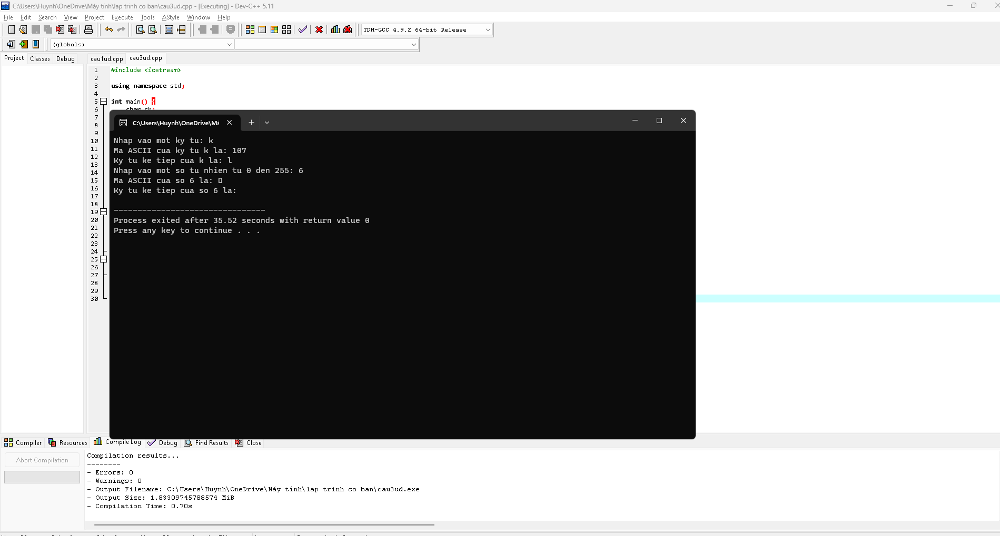 C:\Users\Huynh\OneDrive\Máy tính\lap trinh co ban\cau3ud.cpp - [Executing] - Dev-C++ 5.11
File Edit Search View Project Execute Tools AStyle Window Help
TDM-GCC 4.9.2 64-bit Release
(globals)
Project Classes Debug cau1ud.cpp cau3ud.cpp
1 #include <iostream>
2
3 using namespace std;
4
5 int main() {
6 char ch;
7
8
9
10
11
12
13
14
15
16
17
18
19
20
21
22
23
24
25
26
27
28
29
30
C:\Users\Huynh\OneDrive\Má
Nhap vao mot ky tu: k
Ma ASCII cua ky tu k la: 107
Ky tu ke tiep cua k la: l
Nhap vao mot so tu nhien tu 0 den 255: 6
Ma ASCII cua so 6 la: □
Ky tu ke tiep cua so 6 la:
--------------------------------
Process exited after 35.52 seconds with return value 0
Press any key to continue . . .
Compiler Resources Compile Log Debug Find Results Close
Abort Compilation
Compilation results...
--------
- Errors: 0
- Warnings: 0
- Output Filename: C:\Users\Huynh\OneDrive\Máy tính\lap trinh co ban\cau3ud.exe
- Output Size: 1.83309745788574 MiB
- Compilation Time: 0.70s